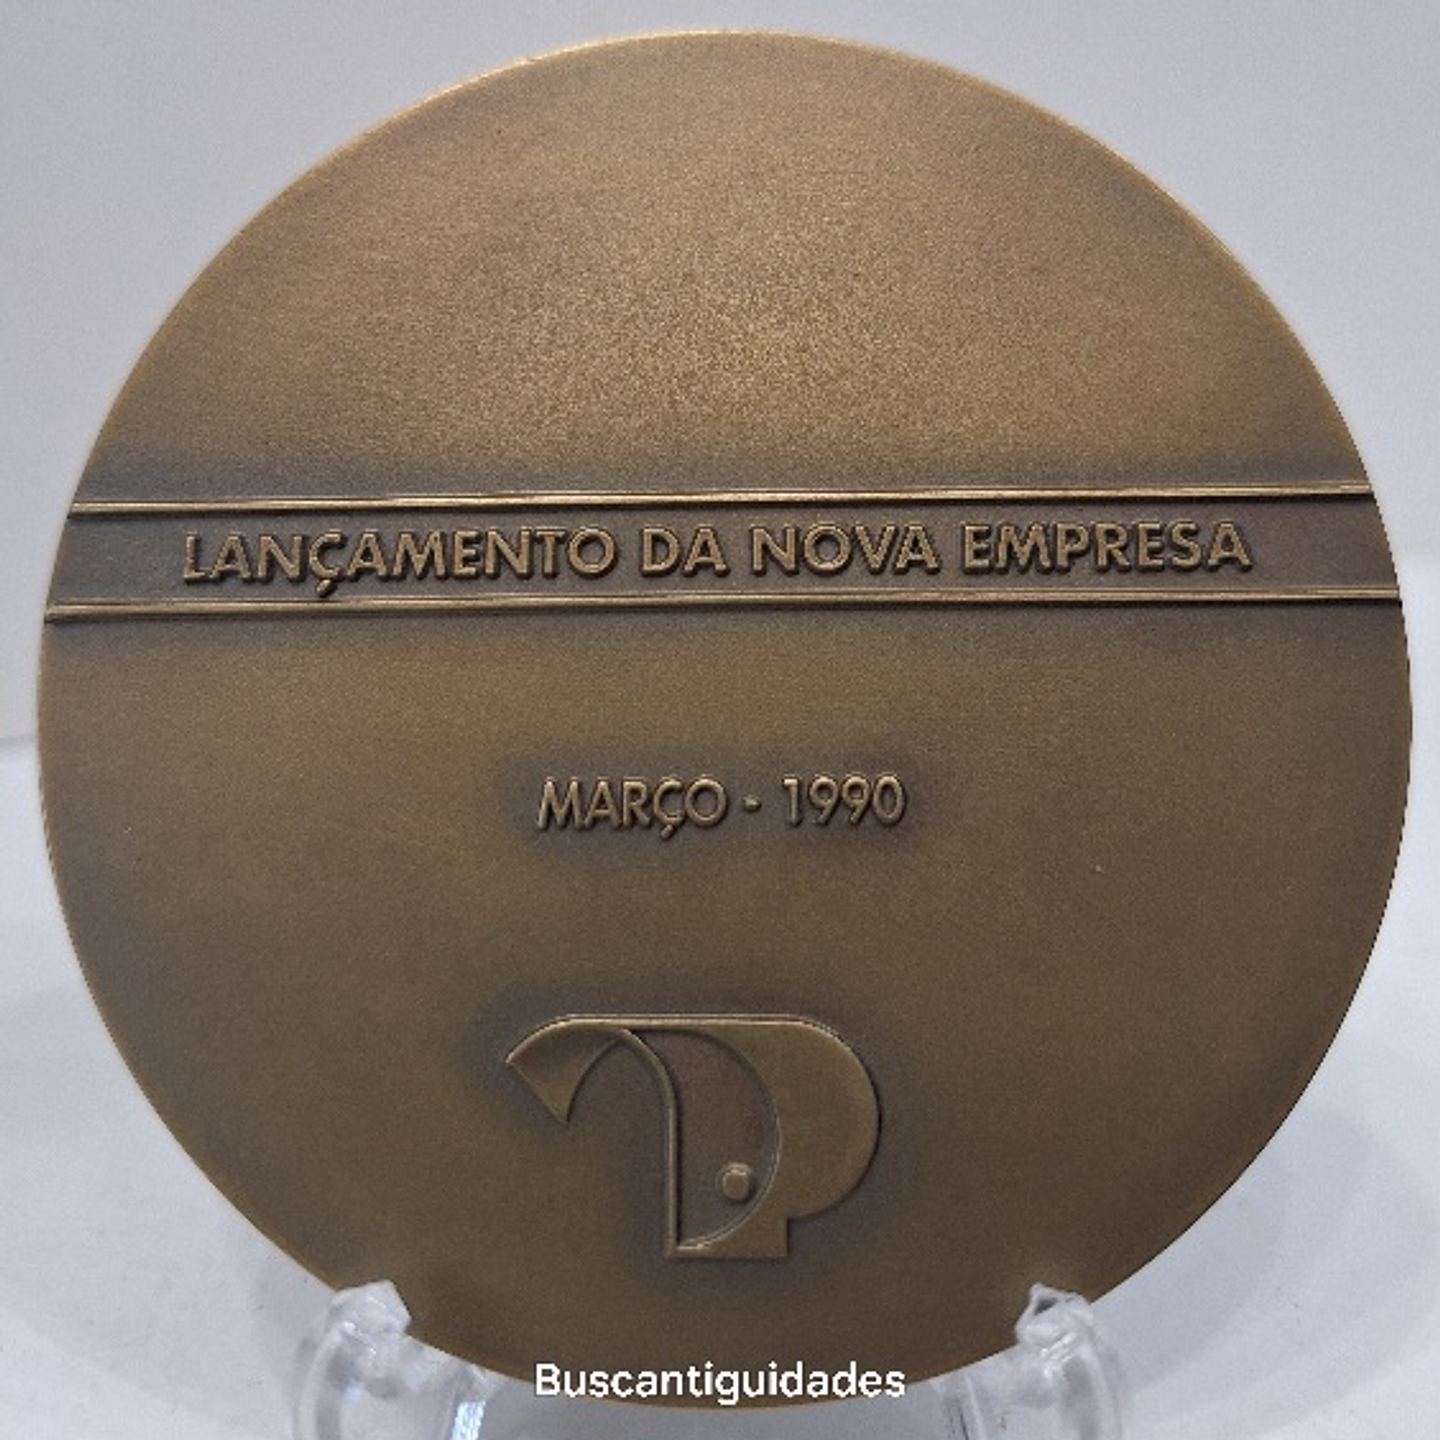 LANÇAMENTO DA NOVA EMPRESA
MARÇO - 1990
Buscantiguidades